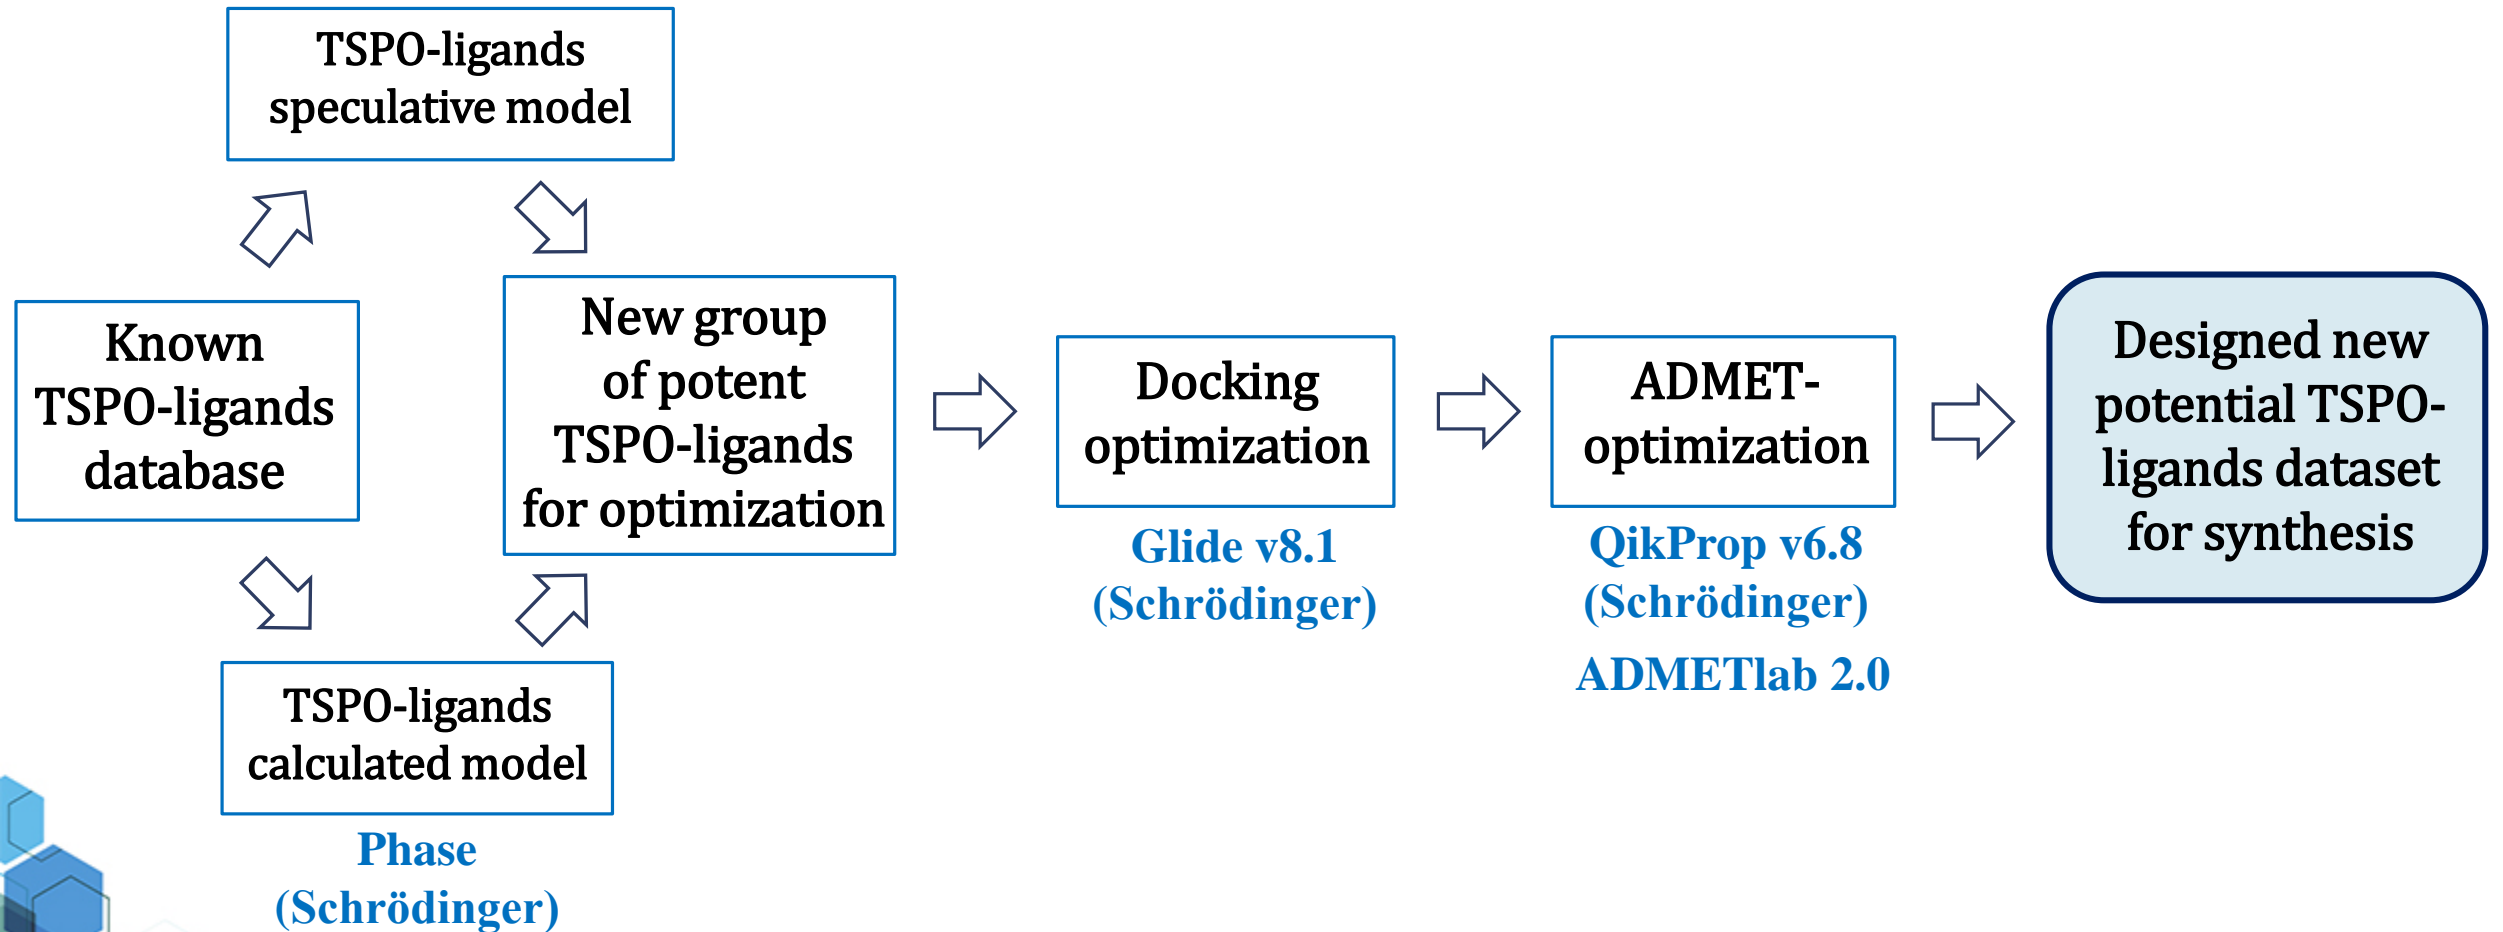 TSPO-ligands
speculative model
Known
TSPO-ligands
database
New group
of potent
TSPO-ligands
for optimization
TSPO-ligands
calculated model
Phase
(Schrödinger)
Docking
optimization
Glide v8.1
(Schrödinger)
ADMET-
optimization
QikProp v6.8
(Schrödinger)
ADMETlab 2.0
Designed new
potential TSPO-
ligands dataset
for synthesis